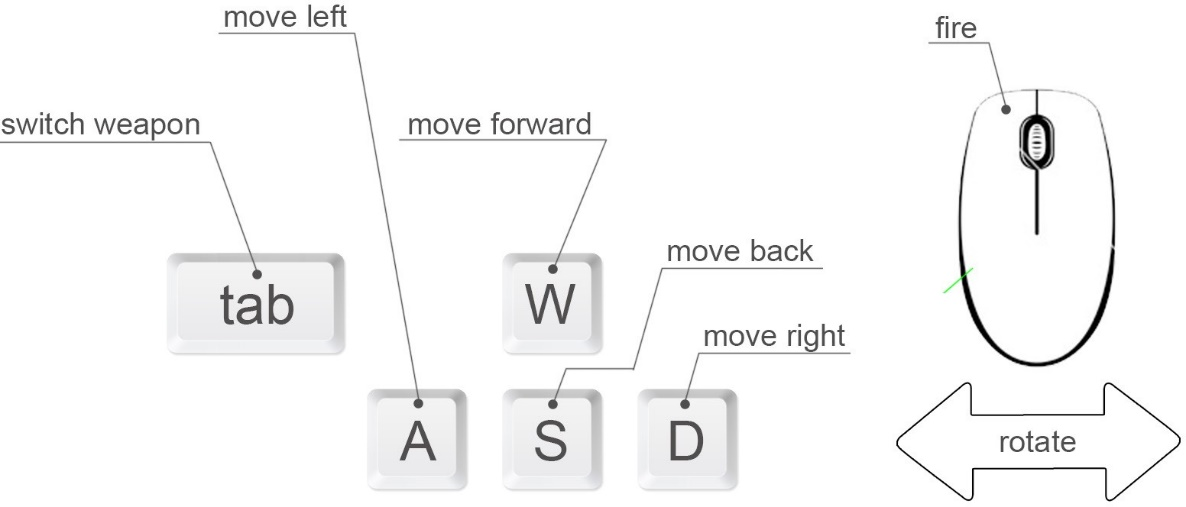 move left
fire
switch weapon
move forward
move back
move right
tab
W
A
S
D
rotate